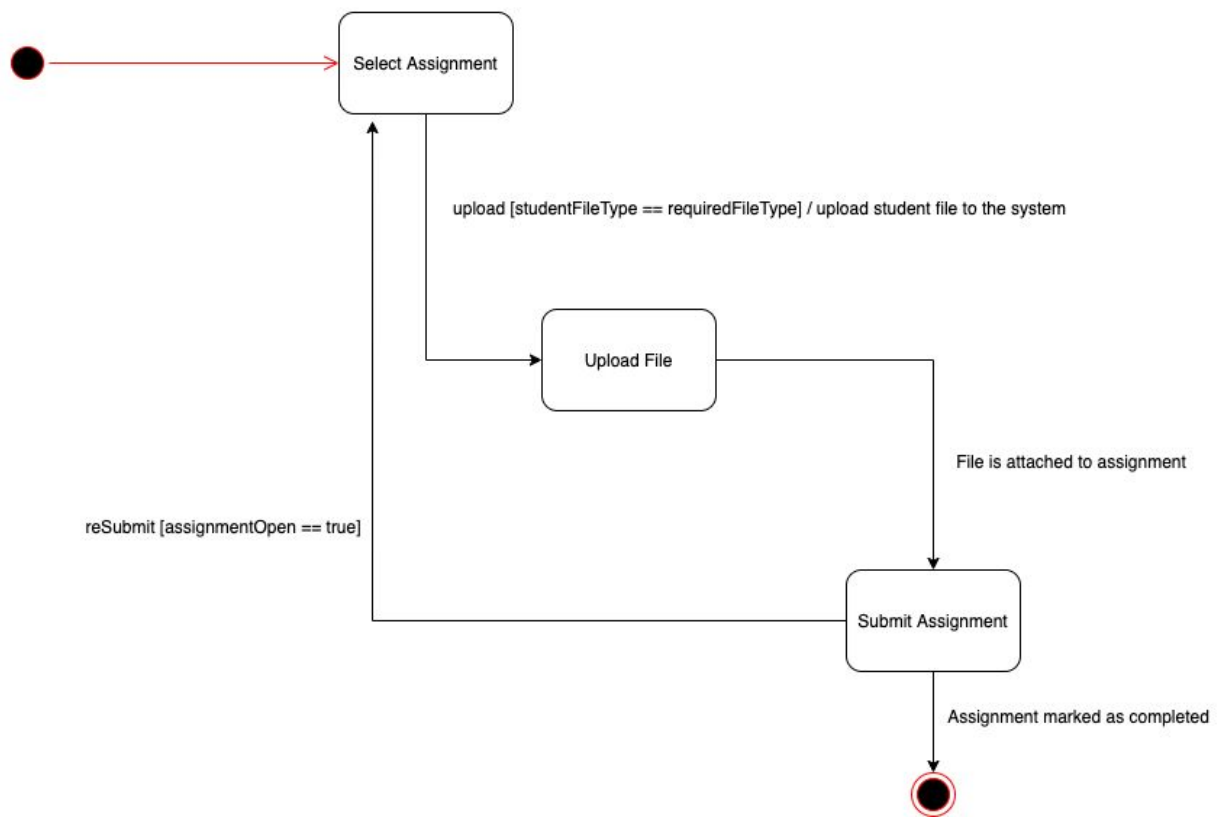 Select Assignment
upload [studentFileType == requiredFileType] / upload student file to the system
Upload File
File is attached to assignment
reSubmit [assignmentOpen == true]
Submit Assignment
Assignment marked as completed